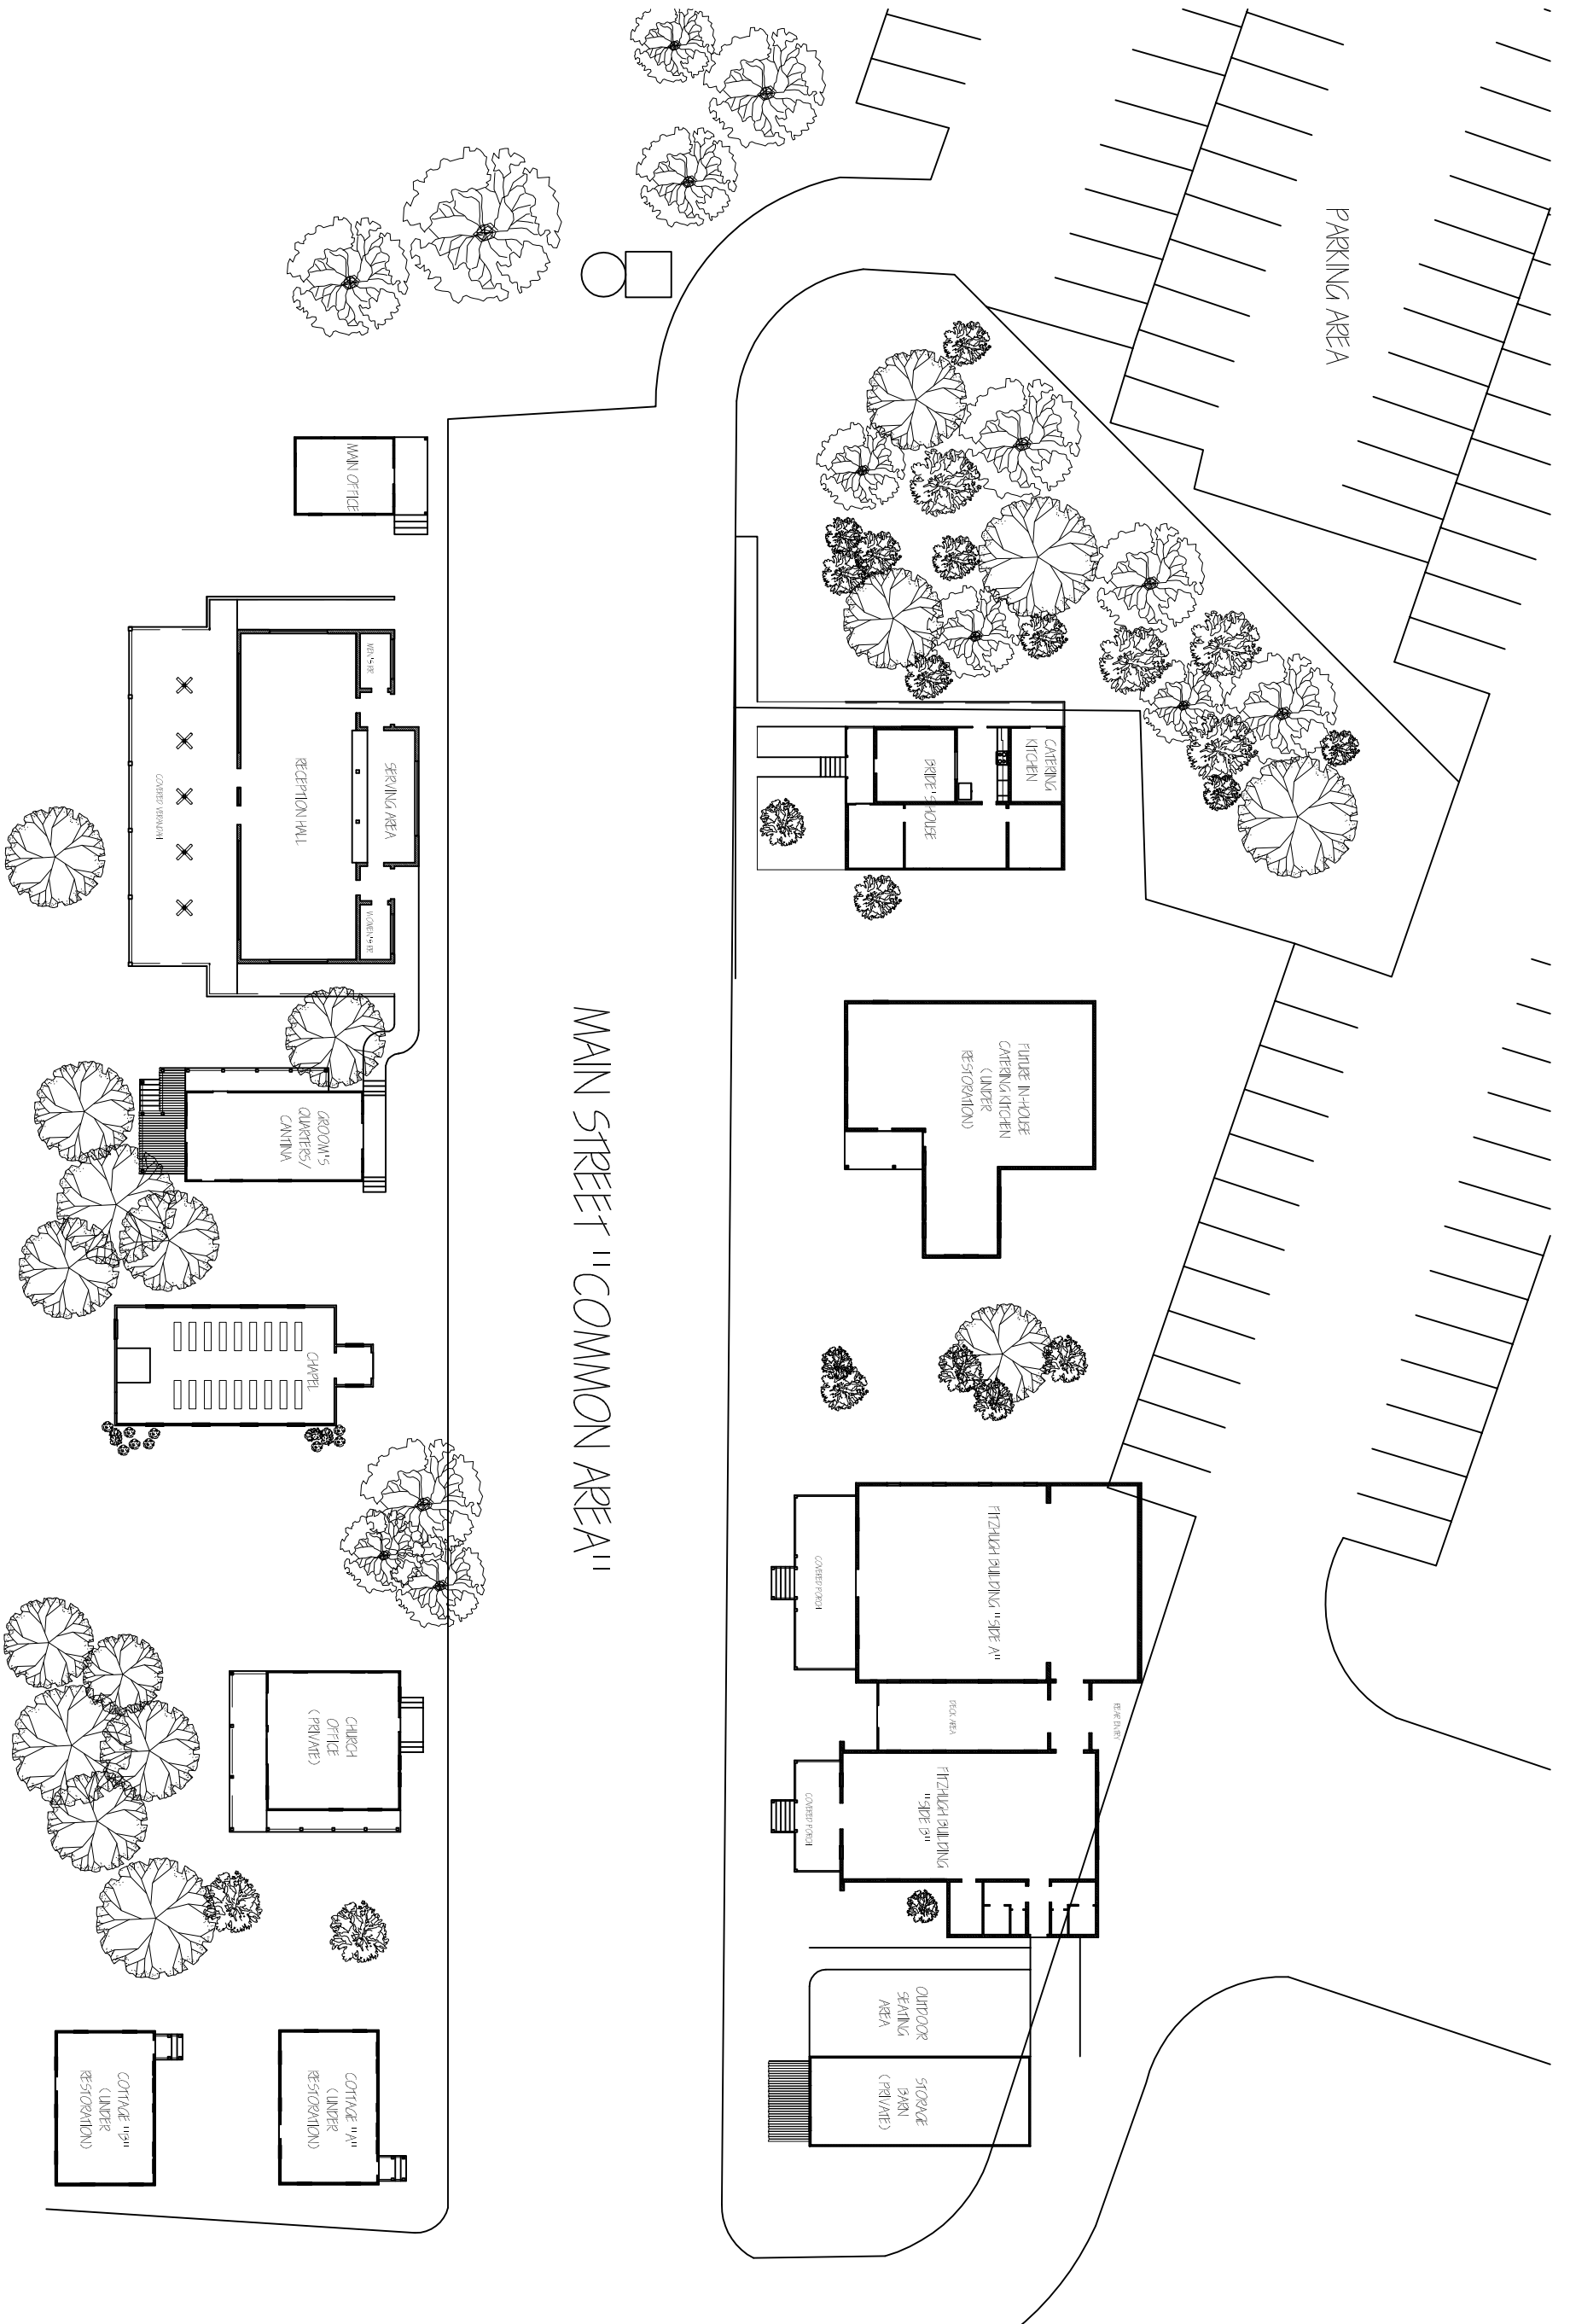 PARKING AREA
MAIN OFFICE
MEN'S RR
SERVING AREA
RECEPTION HALL
COVERED VERANDAH
WOMEN'S RR
CATERING
KITCHEN
BRIDE'S HOUSE
FUTURE IN-HOUSE
CATERING KITCHEN
(UNDER
RESTORATION)
GROOM'S
QUARTERS/
CANTINA
MAIN STREET "COMMON AREA"
CHAPEL
FITZHUGH BUILDING "SIDE A"
COVERED PORCH
DECK AREA
REAR ENTRY
FITZHUGH BUILDING
"SIDE B"
COVERED PORCH
CHURCH
OFFICE
(PRIVATE)
OUTDOOR
SEATING
AREA
STORAGE
BARN
(PRIVATE)
COTTAGE "A"
(UNDER
RESTORATION)
COTTAGE "B"
(UNDER
RESTORATION)